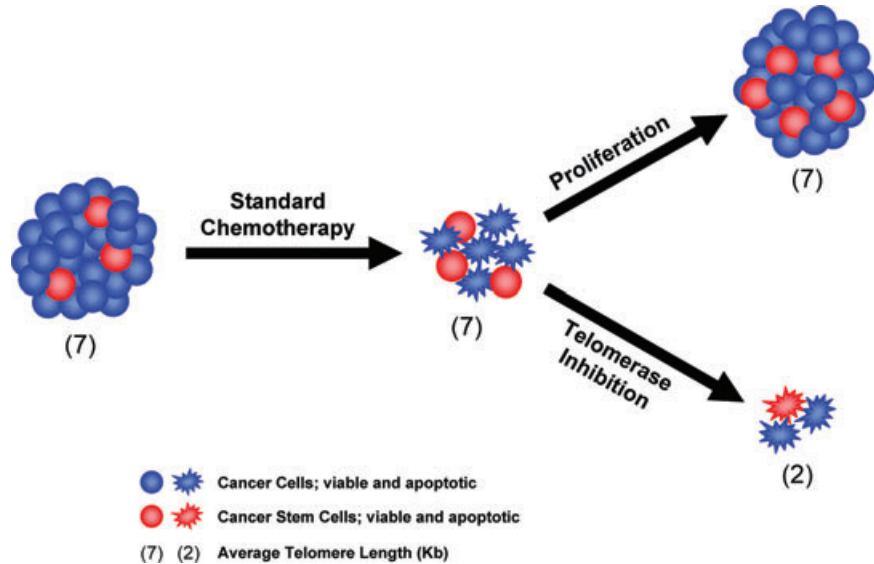 Standard
Chemotherapy
Proliferation
Telomerase
Inhibition
(7)
(7)
(7)
(2)
Cancer Cells; viable and apoptotic
Cancer Stem Cells; viable and apoptotic
(7) (2) Average Telomere Length (Kb)